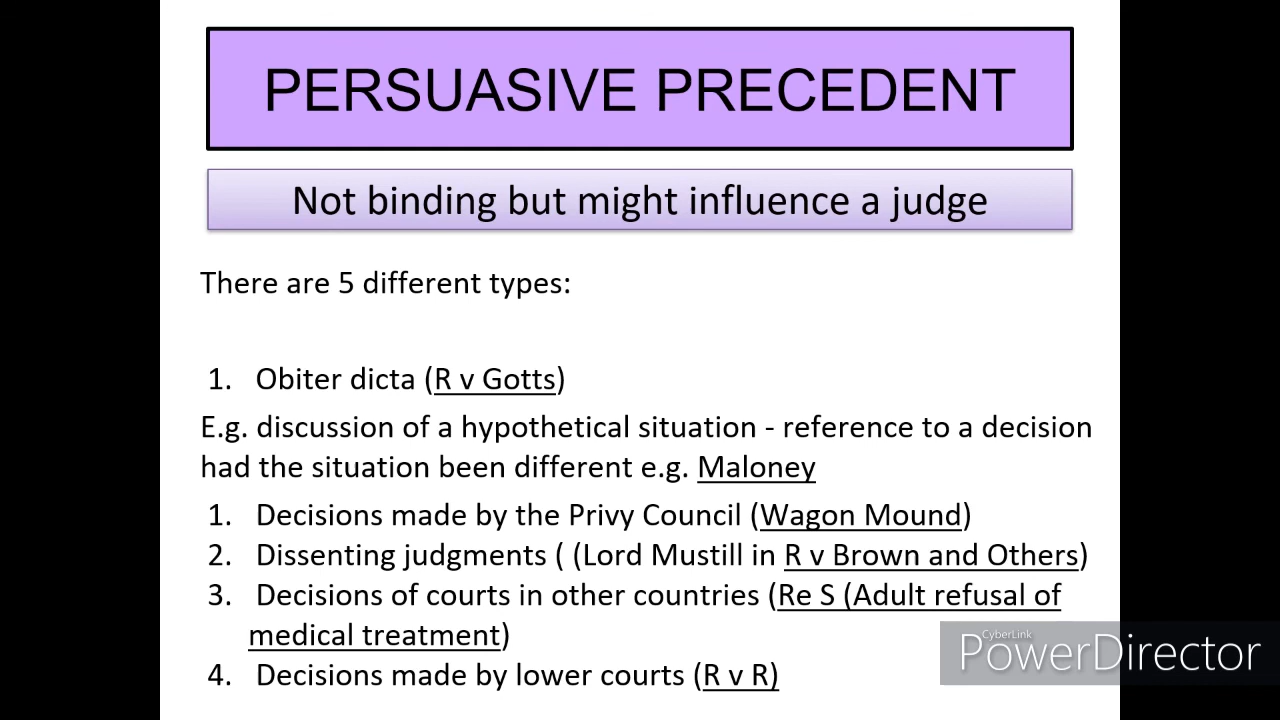 PERSUASIVE PRECEDENT
Not binding but might influence a judge
There are 5 different types:
1. Obiter dicta (R v Gotts)
E.g. discussion of a hypothetical situation - reference to a decision
had the situation been different e.g. Maloney
1. Decisions made by the Privy Council (Wagon Mound)
2. Dissenting judgments ( (Lord Mustill in R v Brown and Others)
3. Decisions of courts in other countries (Re S (Adult refusal of
medical treatment)
4. Decisions made by lower courts (R v R)
CyberLink
PowerDirector